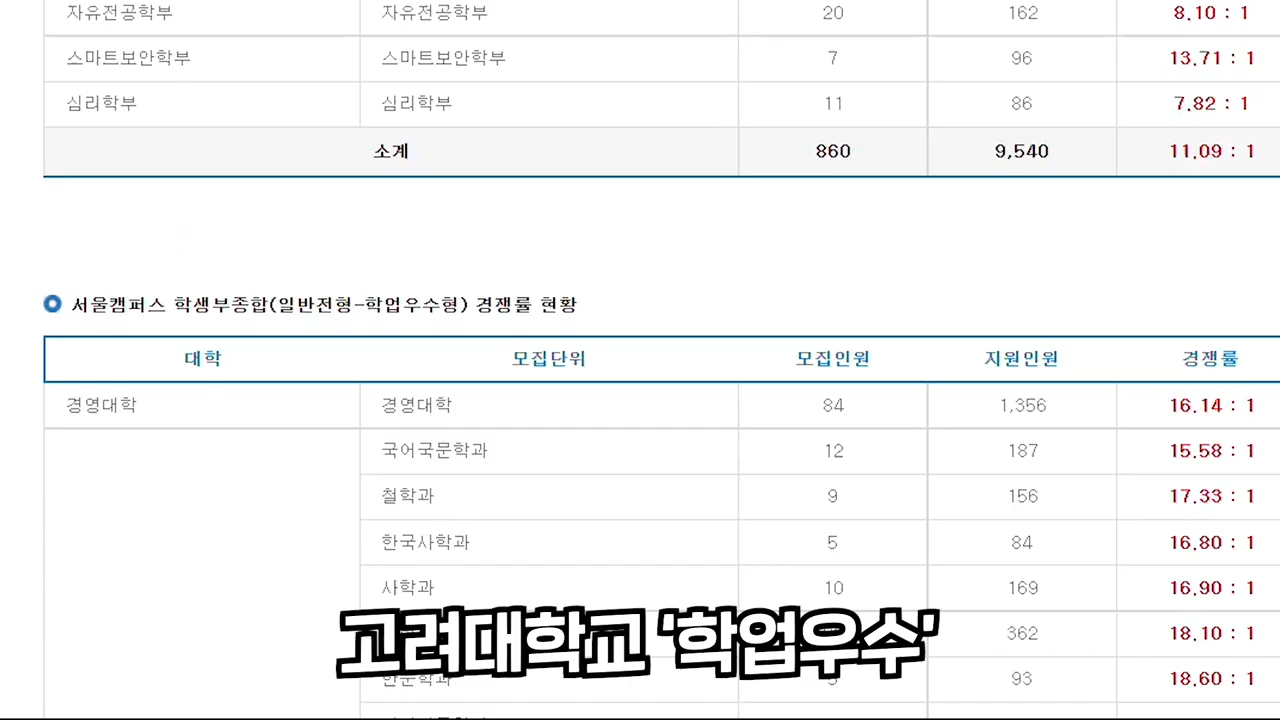 자유전공학부 자유전공학부 20 162 8.10 : 1
스마트보안학부 스마트보안학부 7 96 13.71 : 1
심리학부 심리학부 11 86 7.82 : 1
소계 860 9,540 11.09 : 1
서울캠퍼스 학생부종합(일반전형-학업우수형) 경쟁률 현황
대학 모집단위 모집인원 지원인원 경쟁률
경영대학 경영대학 84 1,356 16.14 : 1
국어국문학과 12 187 15.58 : 1
철학과 9 156 17.33 : 1
한국사학과 5 84 16.80 : 1
사학과 10 169 16.90 : 1
362 18.10 : 1
고려대학교 '학업우수'
한문학과 5 93 18.60 : 1